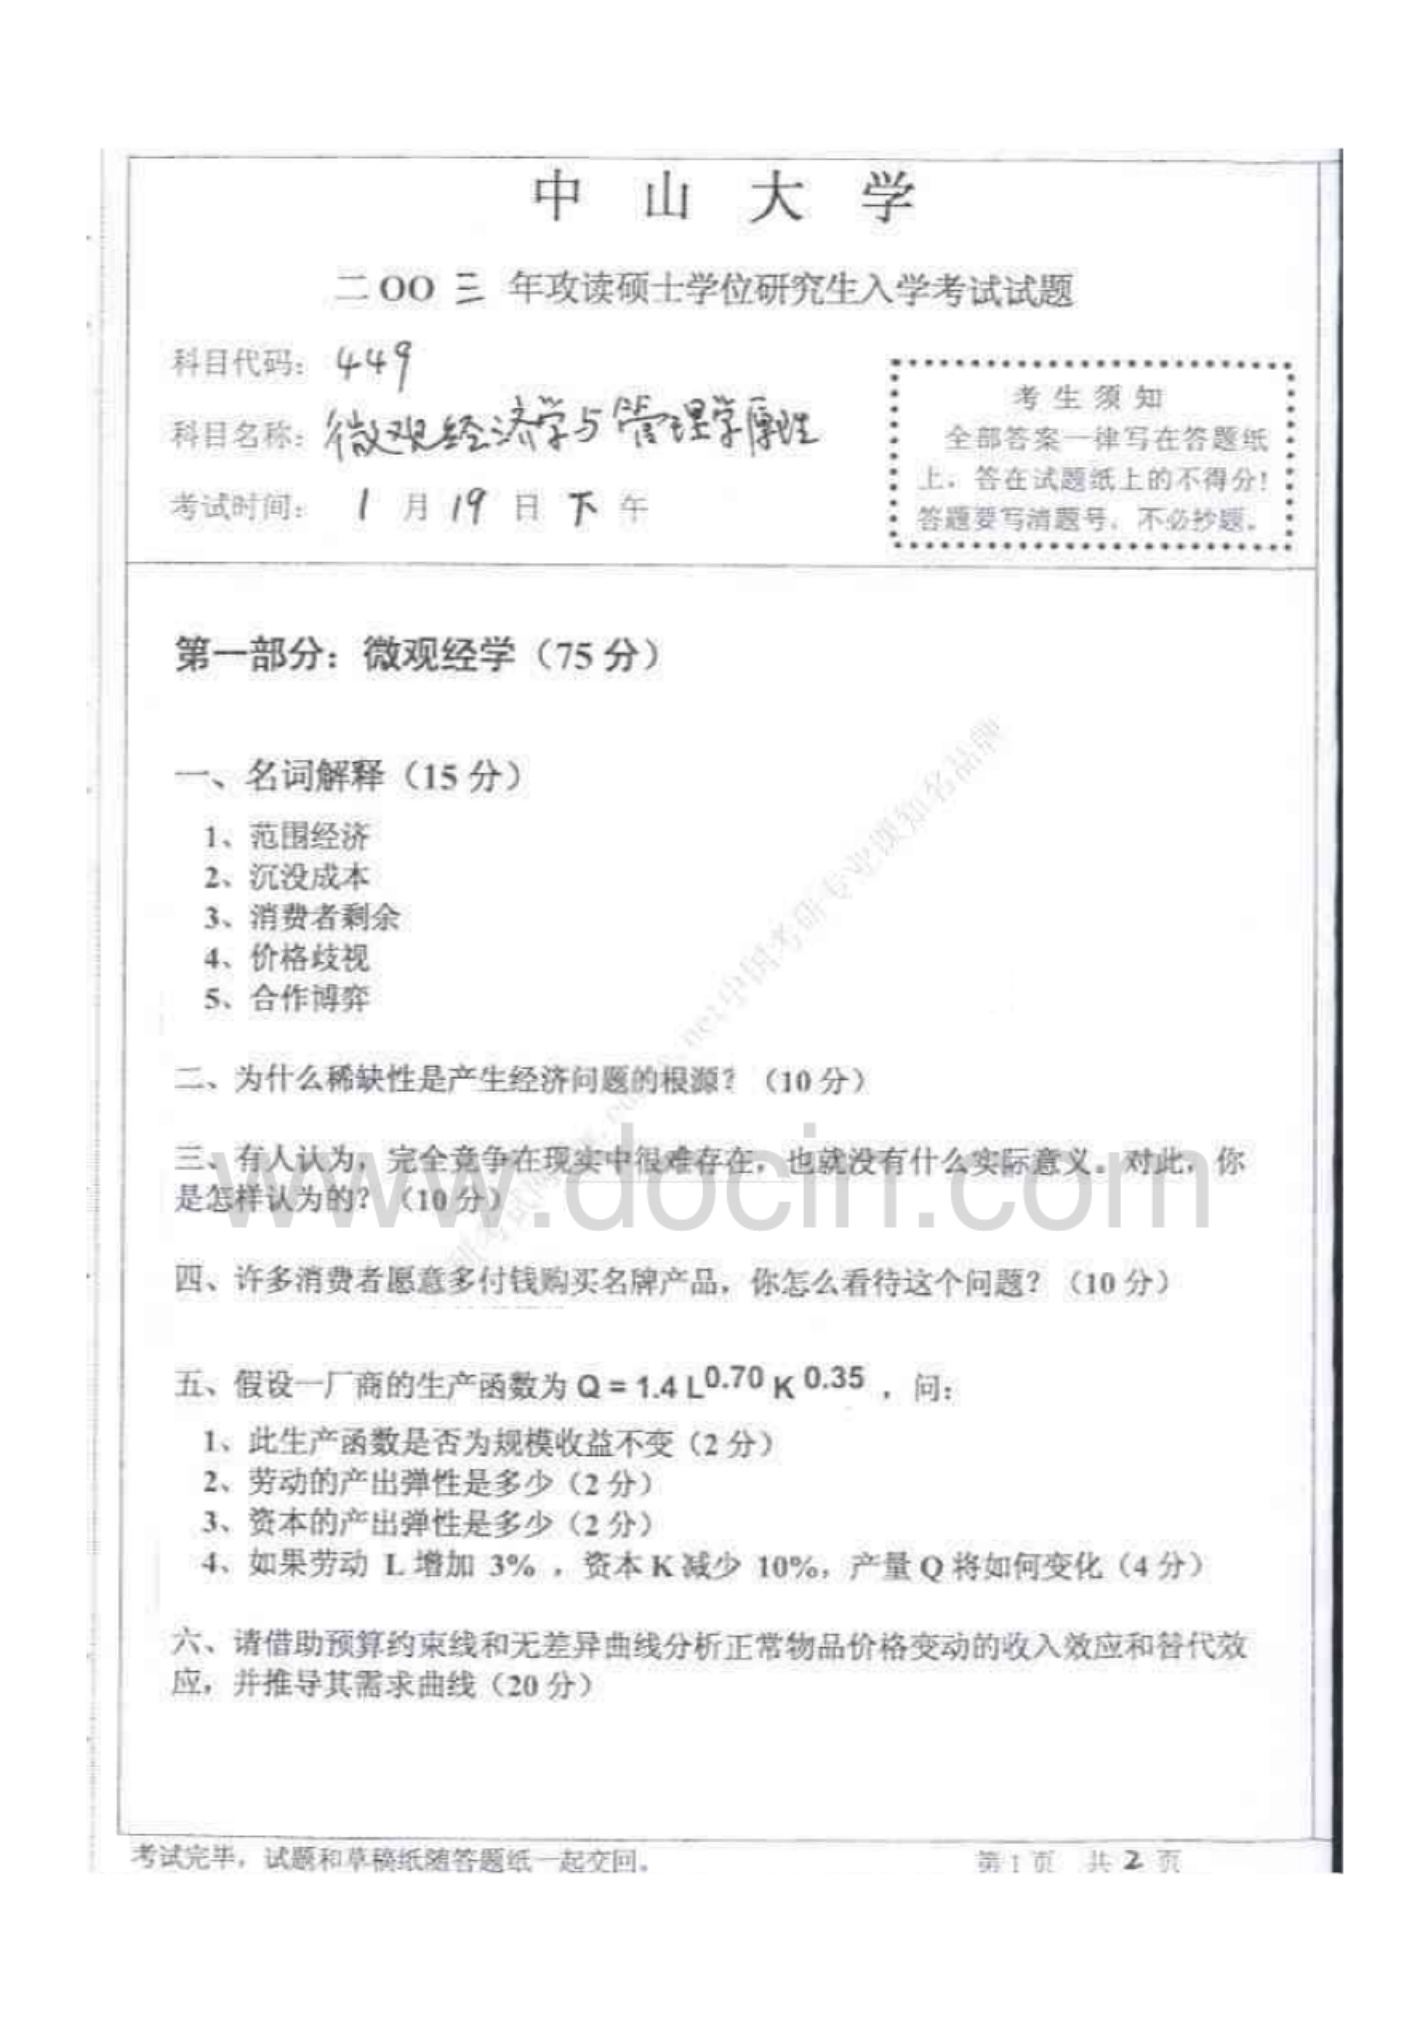 中 山 大 学
二OO三 年攻读硕士学位研究生入学考试试题
科目代码: 449
科目名称: 微观经济学与管理学原理
考试时间: 1 月 19 日 下 午
考 生 须 知
全部答案一律写在答题纸
上,答在试题纸上的不得分!
答题要写清题号,不必抄题。
第一部分:微观经学(75分)
一、名词解释(15 分)
1、范围经济
2、沉没成本
3、消费者剩余
4、价格歧视
5、合作博弈
二、为什么稀缺性是产生经济问题的根源?(10 分)
三、有人认为,完全竞争在现实中很难存在,也就没有什么实际意义。对此,你
是怎样认为的?(10 分)
www.docin.com
四、许多消费者愿意多付钱购买名牌产品,你怎么看待这个问题?(10 分)
五、假设一厂商的生产函数为 Q = 1.4 L^0.70 K^0.35 ,问:
1、此生产函数是否为规模收益不变(2 分)
2、劳动的产出弹性是多少(2 分)
3、资本的产出弹性是多少(2 分)
4、如果劳动 L 增加 3% ,资本 K 减少 10%,产量 Q 将如何变化(4 分)
六、请借助预算约束线和无差异曲线分析正常物品价格变动的收入效应和替代效
应,并推导其需求曲线(20 分)
考试完毕,试题和草稿纸随答题纸一起交回。
第 1 页 共 2 页